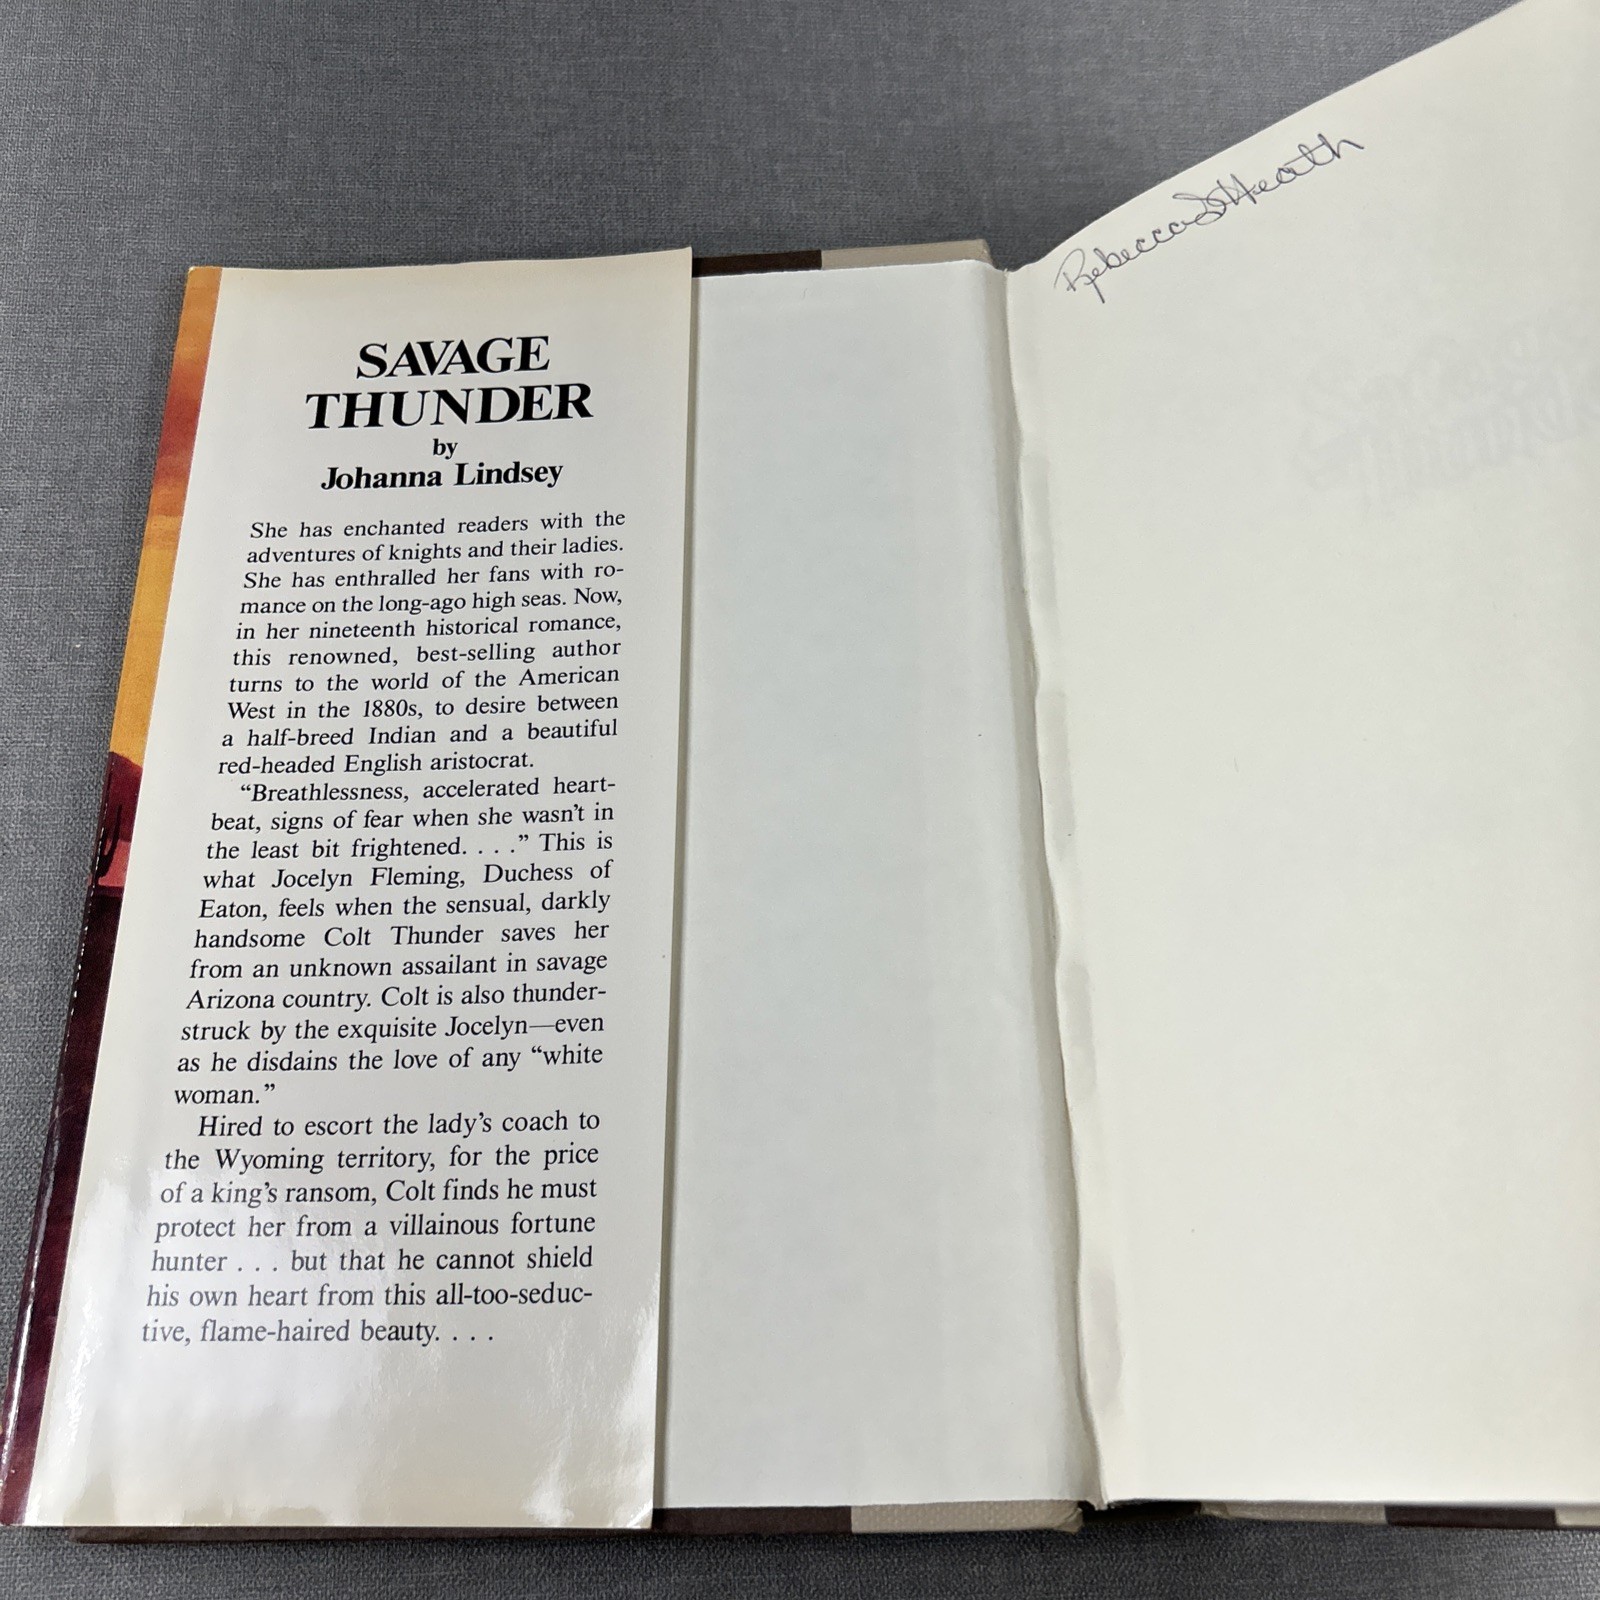 SAVAGE
THUNDER
by
Johanna Lindsey
She has enchanted readers with the
adventures of knights and their ladies.
She has enthralled her fans with ro-
mance on the long-ago high seas. Now,
in her nineteenth historical romance,
this renowned, best-selling author
turns to the world of the American
West in the 1880s, to desire between
a half-breed Indian and a beautiful
red-headed English aristocrat.
“Breathlessness, accelerated heart-
beat, signs of fear when she wasn’t in
the least bit frightened. . . .” This is
what Jocelyn Fleming, Duchess of
Eaton, feels when the sensual, darkly
handsome Colt Thunder saves her
from an unknown assailant in savage
Arizona country. Colt is also thunder-
struck by the exquisite Jocelyn—even
as he disdains the love of any “white
woman.”
Hired to escort the lady’s coach to
the Wyoming territory, for the price
of a king’s ransom, Colt finds he must
protect her from a villainous fortune
hunter . . . but that he cannot shield
his own heart from this all-too-seduc-
tive, flame-haired beauty. . . .
Rebecca Heath